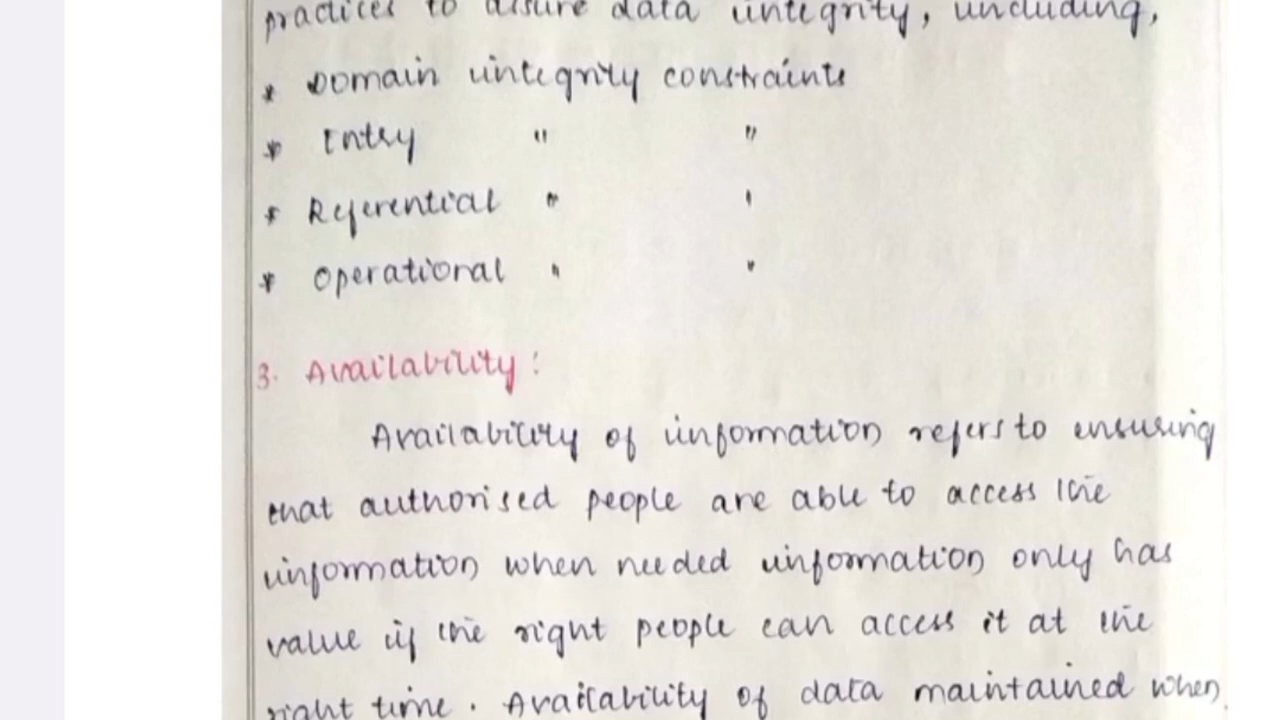 practices to assure data integrity, including,
* Domain integrity constraints
* Entry " "
* Referential " "
* Operational " "
3. Availability:
Availability of information refers to ensuring
that authorised people are able to access the
information when needed information only has
value if the right people can access it at the
right time. Availability of data maintained when